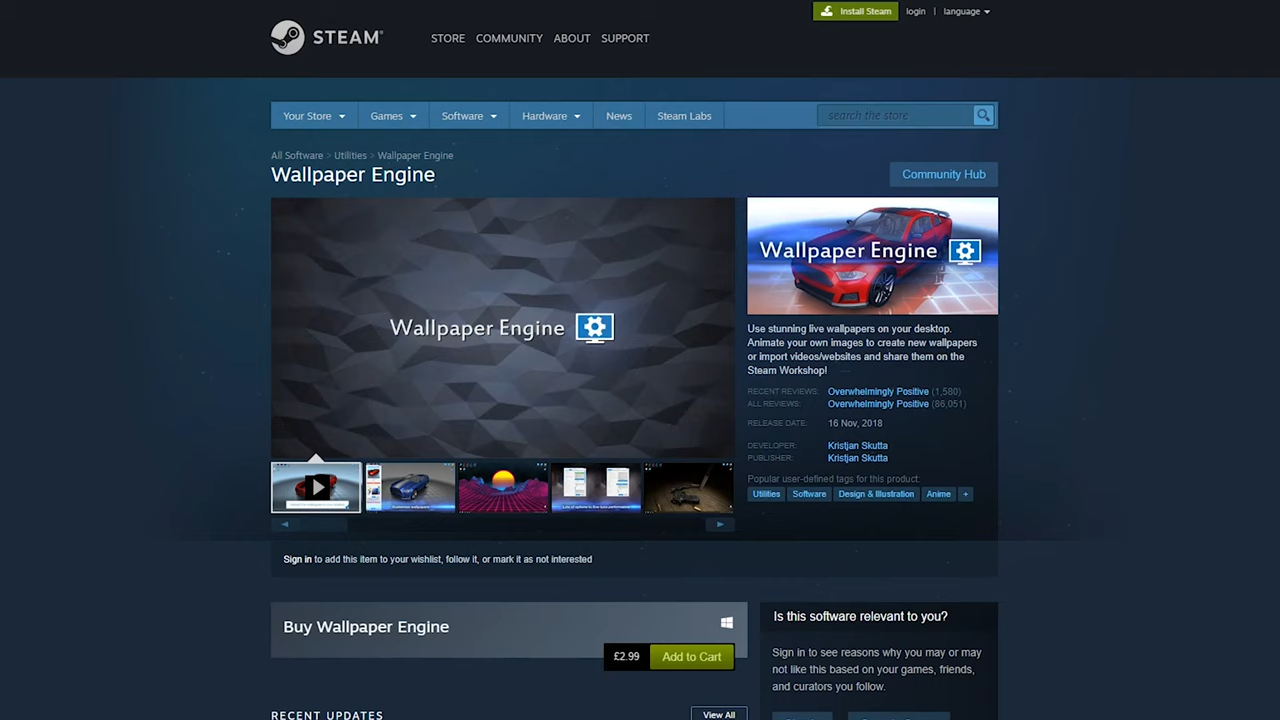 Install Steam login | language
STEAM® STORE COMMUNITY ABOUT SUPPORT
Your Store Games Software Hardware News Steam Labs search the store
All Software > Utilities > Wallpaper Engine
Wallpaper Engine
Community Hub
Wallpaper Engine
Wallpaper Engine
Use stunning live wallpapers on your desktop.
Animate your own images to create new wallpapers
or import videos/websites and share them on the
Steam Workshop!
RECENT REVIEWS: Overwhelmingly Positive (1,580)
ALL REVIEWS: Overwhelmingly Positive (86,051)
RELEASE DATE: 16 Nov, 2018
DEVELOPER: Kristjan Skutta
PUBLISHER: Kristjan Skutta
Popular user-defined tags for this product:
Utilities Software Design & Illustration Anime +
Sign in to add this item to your wishlist, follow it, or mark it as not interested
Buy Wallpaper Engine
£2.99 Add to Cart
Is this software relevant to you?
Sign in to see reasons why you may or may
not like this based on your games, friends,
and curators you follow.
RECENT UPDATES View All